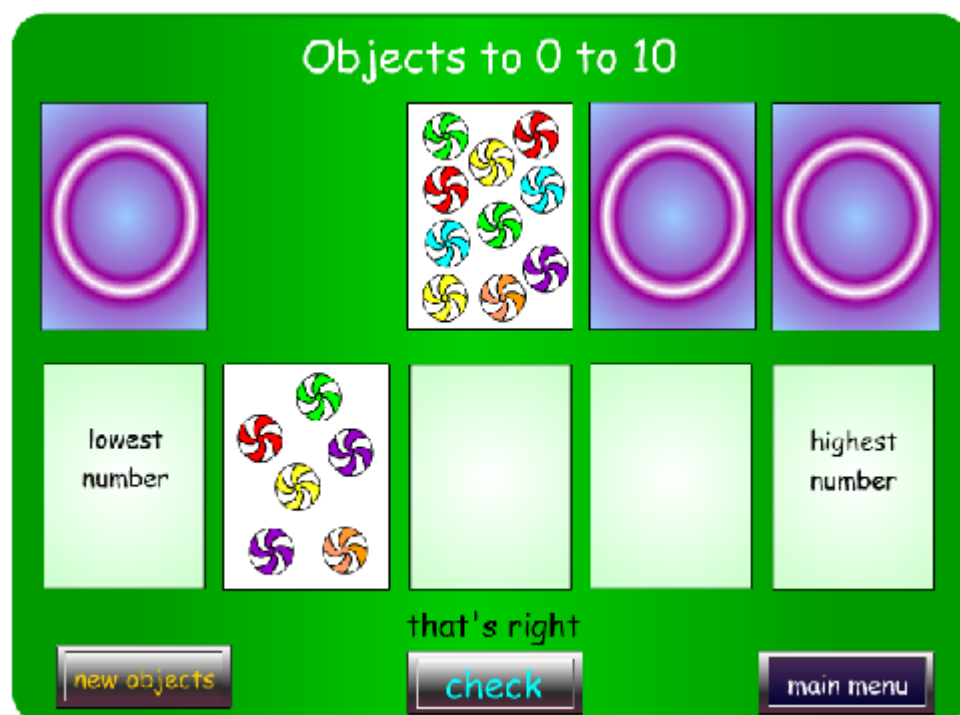 Objects to 0 to 10
lowest
number
highest
number
that's right
new objects
check
main menu